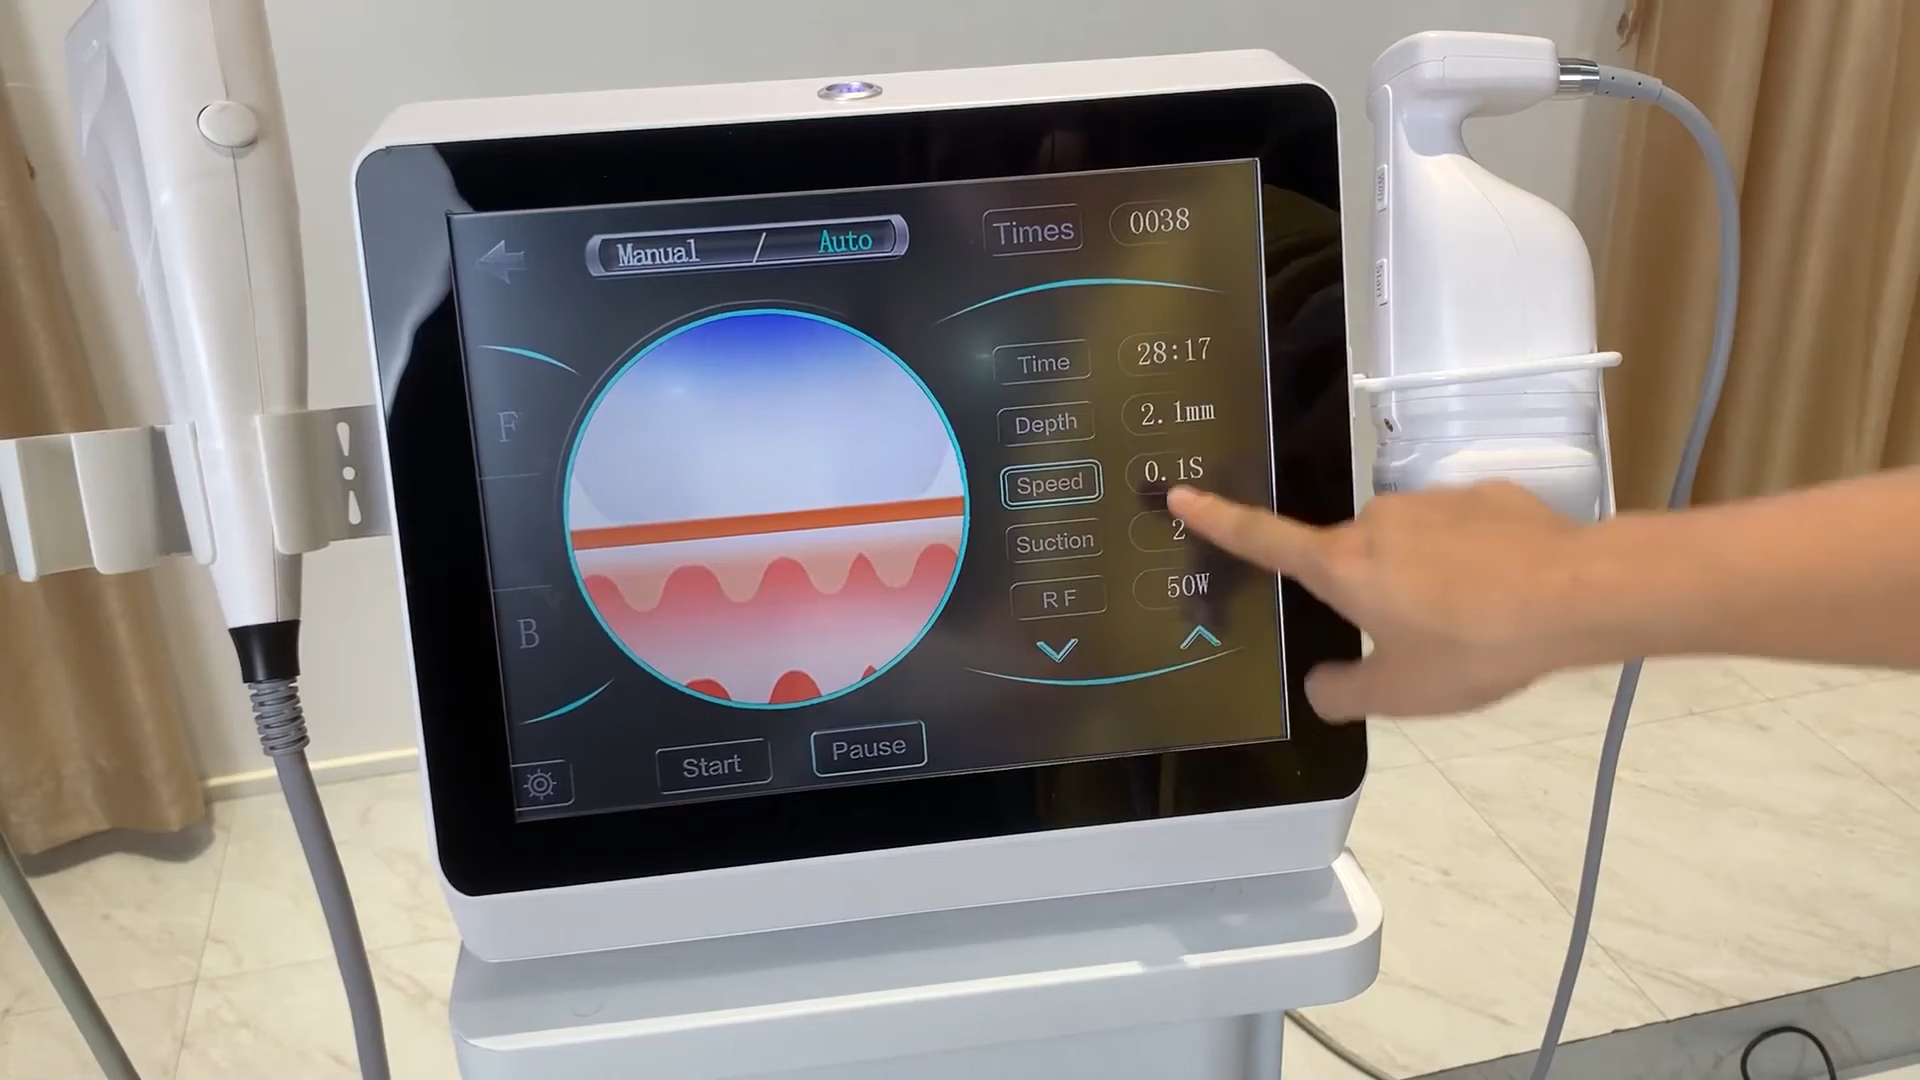 Manual / Auto
Times 0038
Time 28:17
Depth 2.1mm
Speed 0.1S
Suction 2
RF 50W
F
B
Start Pause
Start